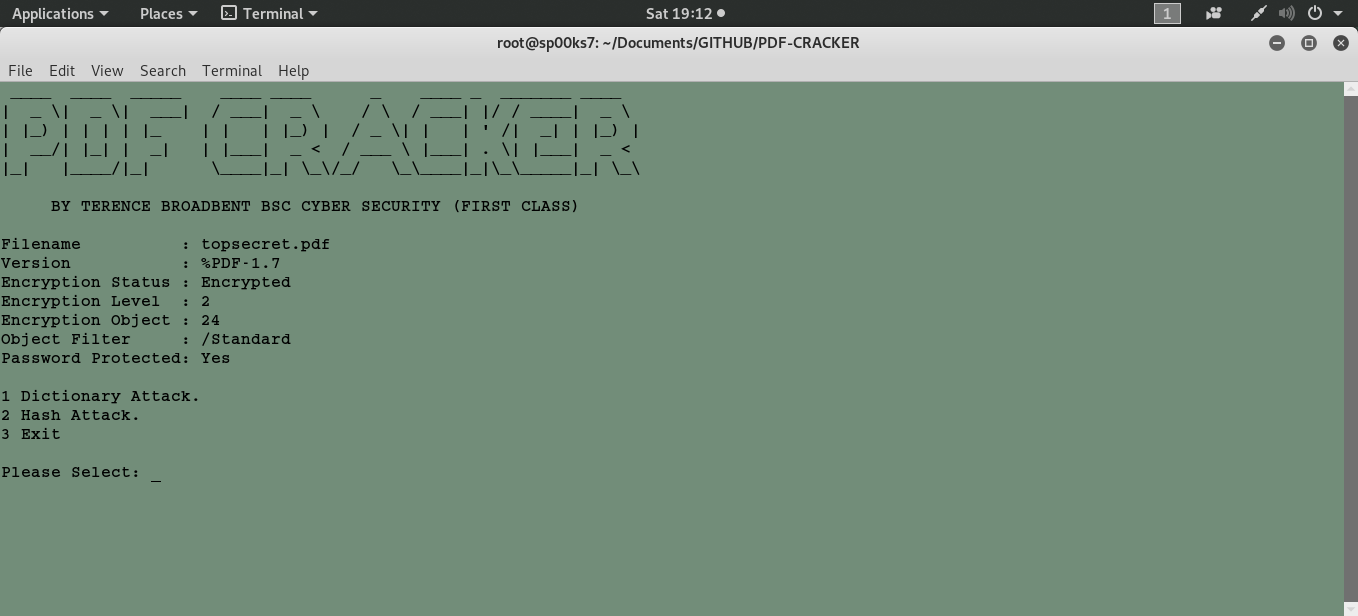 Applications Places Terminal Sat 19:12 1
root@sp00ks7: ~/Documents/GITHUB/PDF-CRACKER
File Edit View Search Terminal Help
PDF CRACKER
BY TERENCE BROADBENT BSC CYBER SECURITY (FIRST CLASS)
Filename : topsecret.pdf
Version : %PDF-1.7
Encryption Status : Encrypted
Encryption Level : 2
Encryption Object : 24
Object Filter : /Standard
Password Protected: Yes
1 Dictionary Attack.
2 Hash Attack.
3 Exit
Please Select: _